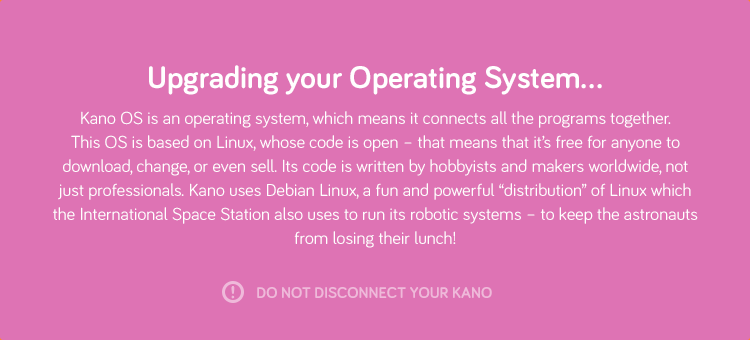 Upgrading your Operating System...
Kano OS is an operating system, which means it connects all the programs together.
This OS is based on Linux, whose code is open – that means that it's free for anyone to
download, change, or even sell. Its code is written by hobbyists and makers worldwide, not
just professionals. Kano uses Debian Linux, a fun and powerful “distribution” of Linux which
the International Space Station also uses to run its robotic systems – to keep the astronauts
from losing their lunch!
DO NOT DISCONNECT YOUR KANO